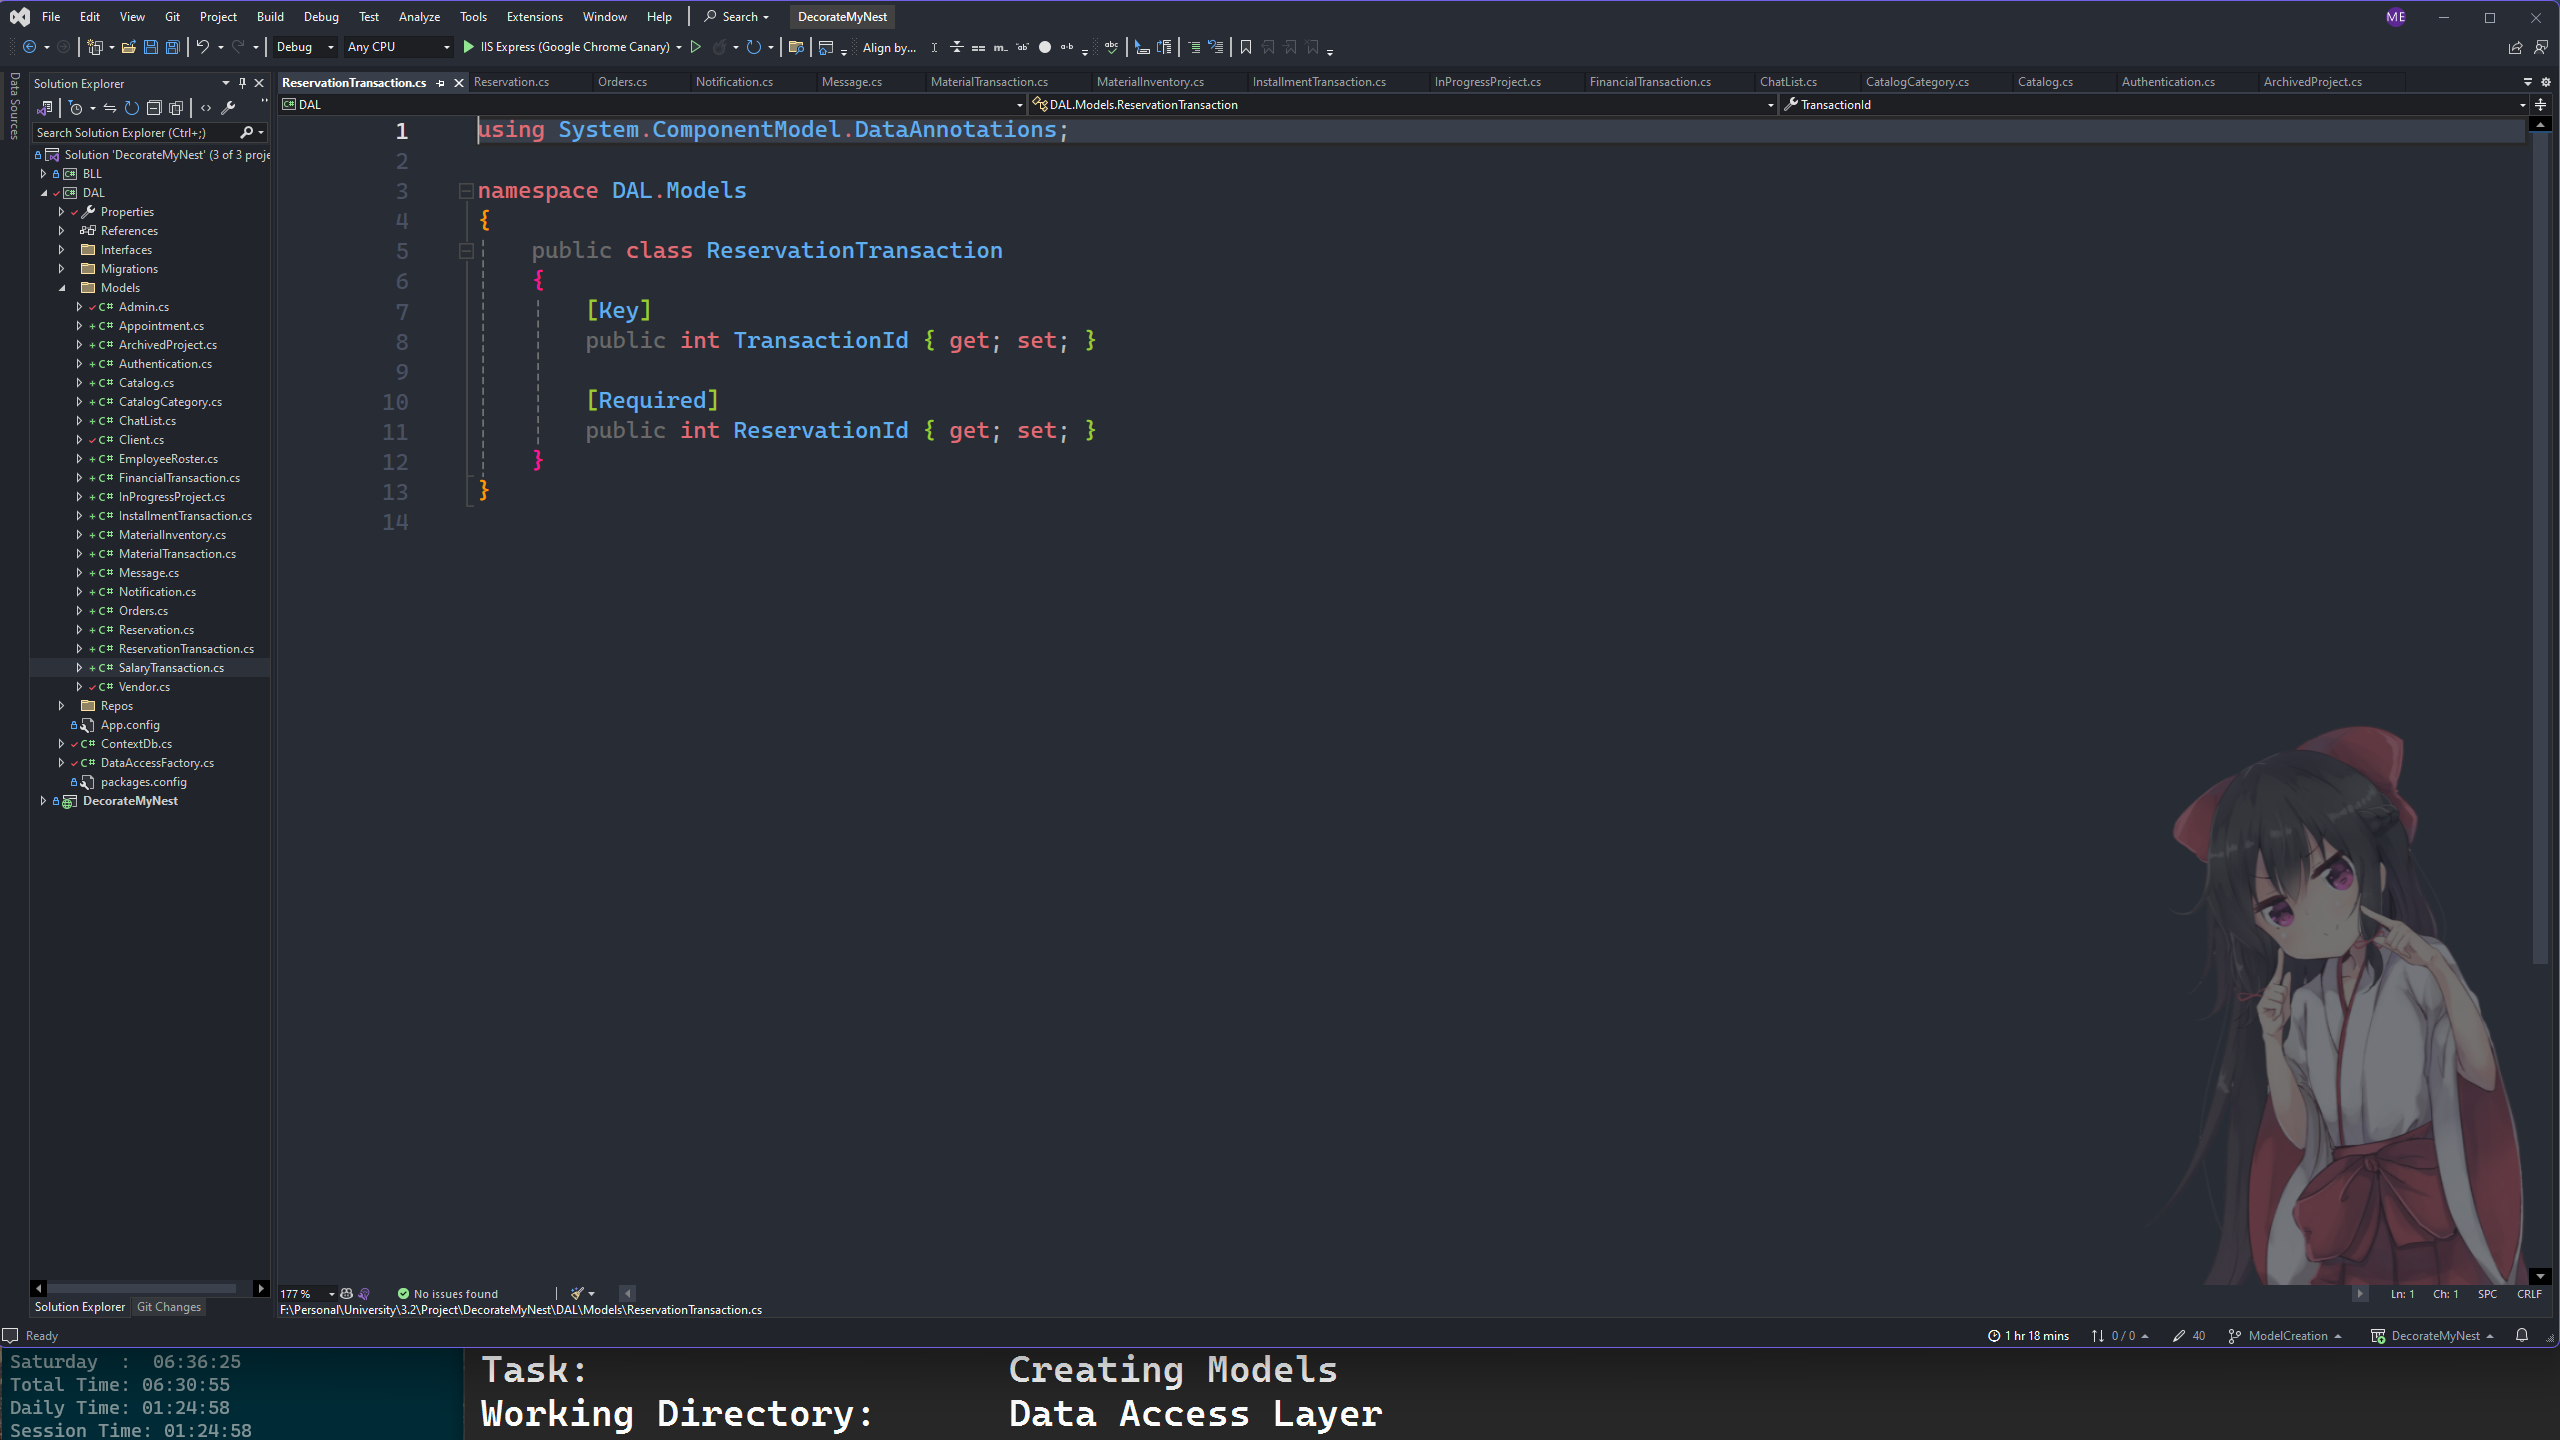 File Edit View Git Project Build Debug Test Analyze Tools Extensions Window Help Search DecorateMyNest ME
Debug Any CPU IIS Express (Google Chrome Canary) Align by...
Data Sources
Solution Explorer
Search Solution Explorer (Ctrl+;)
Solution 'DecorateMyNest' (3 of 3 proje
BLL
DAL
Properties
References
Interfaces
Migrations
Models
C# Admin.cs
C# Appointment.cs
C# ArchivedProject.cs
C# Authentication.cs
C# Catalog.cs
C# CatalogCategory.cs
C# ChatList.cs
C# Client.cs
C# EmployeeRoster.cs
C# FinancialTransaction.cs
C# InProgressProject.cs
C# InstallmentTransaction.cs
C# MaterialInventory.cs
C# MaterialTransaction.cs
C# Message.cs
C# Notification.cs
C# Orders.cs
C# Reservation.cs
C# ReservationTransaction.cs
C# SalaryTransaction.cs
C# Vendor.cs
Repos
App.config
C# ContextDb.cs
C# DataAccessFactory.cs
packages.config
DecorateMyNest
Solution Explorer Git Changes
ReservationTransaction.cs Reservation.cs Orders.cs Notification.cs Message.cs MaterialTransaction.cs MaterialInventory.cs InstallmentTransaction.cs InProgressProject.cs FinancialTransaction.cs ChatList.cs CatalogCategory.cs Catalog.cs Authentication.cs ArchivedProject.cs
DAL DAL.Models.ReservationTransaction TransactionId
1 using System.ComponentModel.DataAnnotations;
2
3 namespace DAL.Models
4 {
5 public class ReservationTransaction
6 {
7 [Key]
8 public int TransactionId { get; set; }
9
10 [Required]
11 public int ReservationId { get; set; }
12 }
13 }
14
177 % No issues found Ln: 1 Ch: 1 SPC CRLF
F:\Personal\University\3.2\Project\DecorateMyNest\DAL\Models\ReservationTransaction.cs
Ready 1 hr 18 mins 0 / 0 40 ModelCreation DecorateMyNest
Saturday : 06:36:25
Total Time: 06:30:55
Daily Time: 01:24:58
Session Time: 01:24:58
Task: Creating Models
Working Directory: Data Access Layer